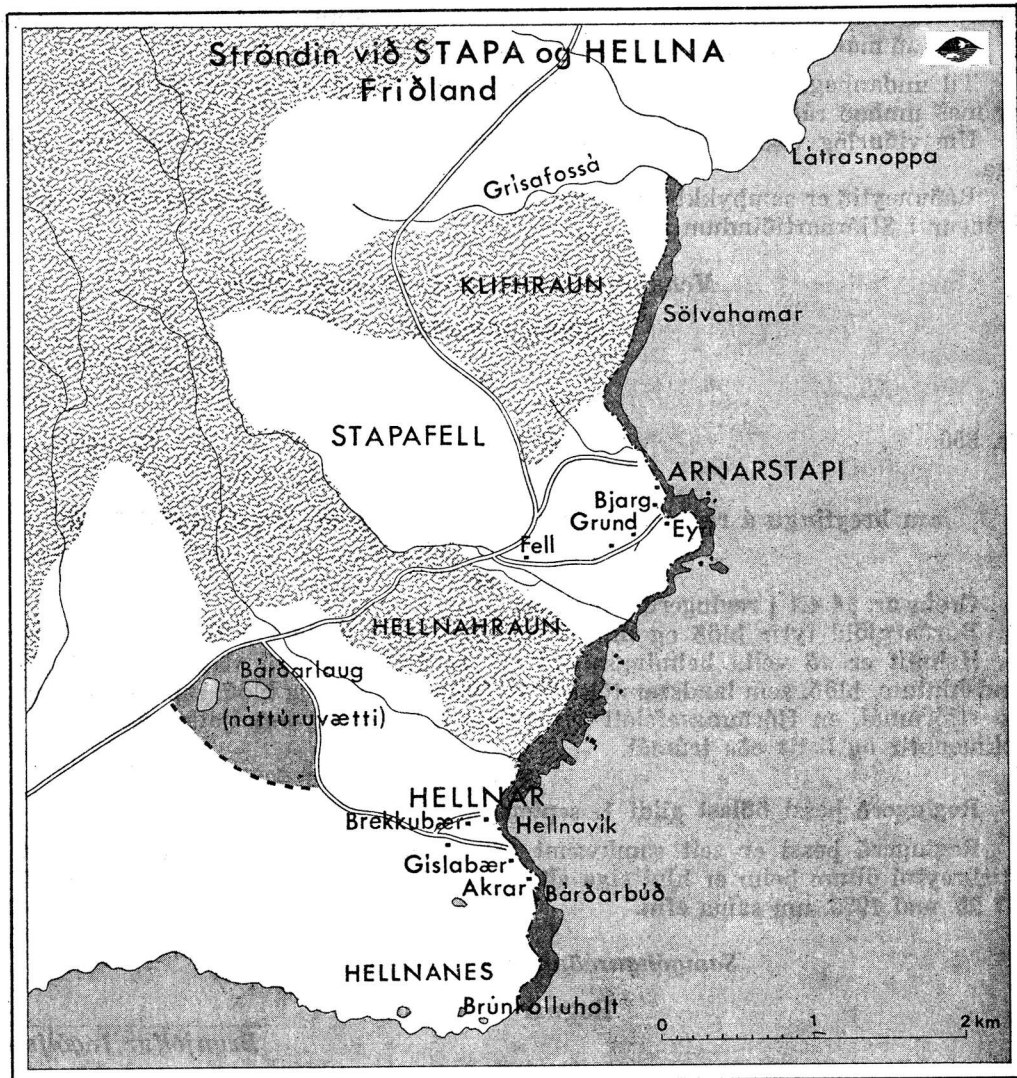 Ströndin við STAPA og HELLNA
Friðland
Látrasnoppa
Grísafossá
KLIFHRAUN
Sölvahamar
STAPAFELL
ARNARSTAPI
Bjarg
Grund
Ey
Fell
HELLNAHRAUN
Bárðarlaug
(náttúruvætti)
HELLNAR
Brekkubær
Hellnavík
Gíslabær
Akrar
Bárðarbúð
HELLNANES
Brúnkolluholt
0 1 2 km